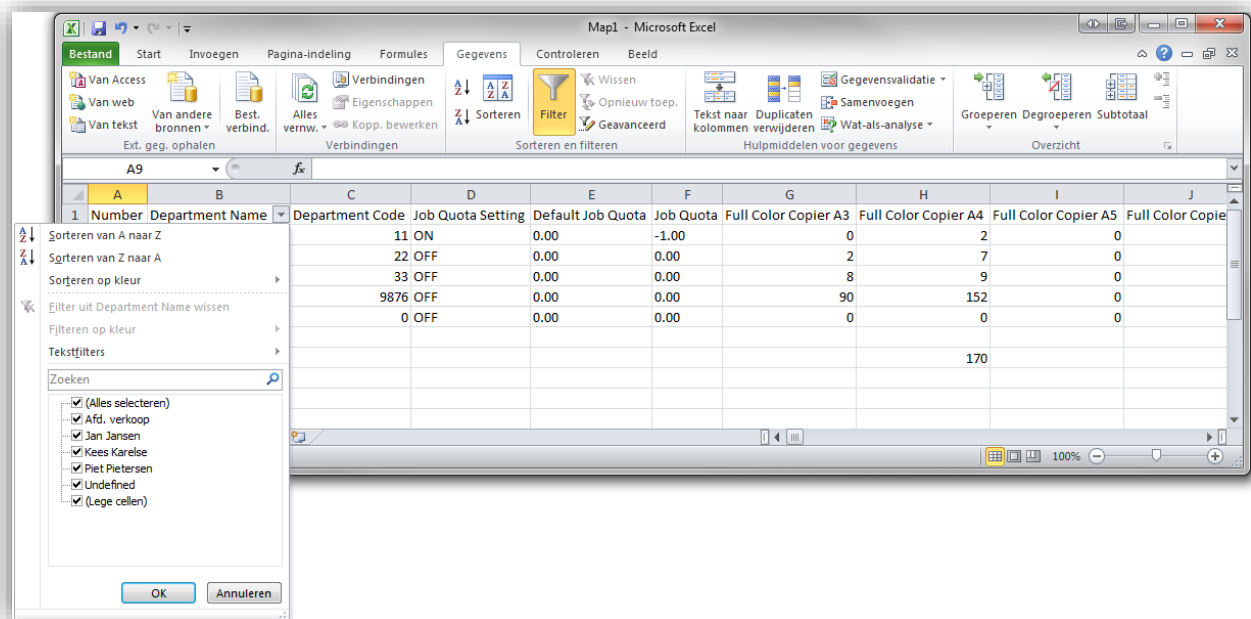 Map1 - Microsoft Excel
Bestand Start Invoegen Pagina-indeling Formules Gegevens Controleren Beeld
Van Access
Van web
Van tekst
Van andere bronnen
Best. verbind.
Ext. geg. ophalen
Alles vernw.
Verbindingen
Eigenschappen
Kopp. bewerken
Verbindingen
Sorteren
Filter
Wissen
Opnieuw toep.
Geavanceerd
Sorteren en filteren
Tekst naar kolommen
Duplicaten verwijderen
Gegevensvalidatie
Samenvoegen
Wat-als-analyse
Hulpmiddelen voor gegevens
Groeperen Degroeperen Subtotaal
Overzicht
A9 fx
A B C D E F G H I J
1 Number Department Name Department Code Job Quota Setting Default Job Quota Job Quota Full Color Copier A3 Full Color Copier A4 Full Color Copier A5 Full Color Copie
11 ON 0.00 -1.00 0 2 0
22 OFF 0.00 0.00 2 7 0
33 OFF 0.00 0.00 8 9 0
9876 OFF 0.00 0.00 90 152 0
0 OFF 0.00 0.00 0 0 0
170
Sorteren van A naar Z
Sorteren van Z naar A
Sorteren op kleur
Filter uit Department Name wissen
Filteren op kleur
Tekstfilters
Zoeken
(Alles selecteren)
Afd. verkoop
Jan Jansen
Kees Karelse
Piet Pietersen
Undefined
(Lege cellen)
OK Annuleren
100%